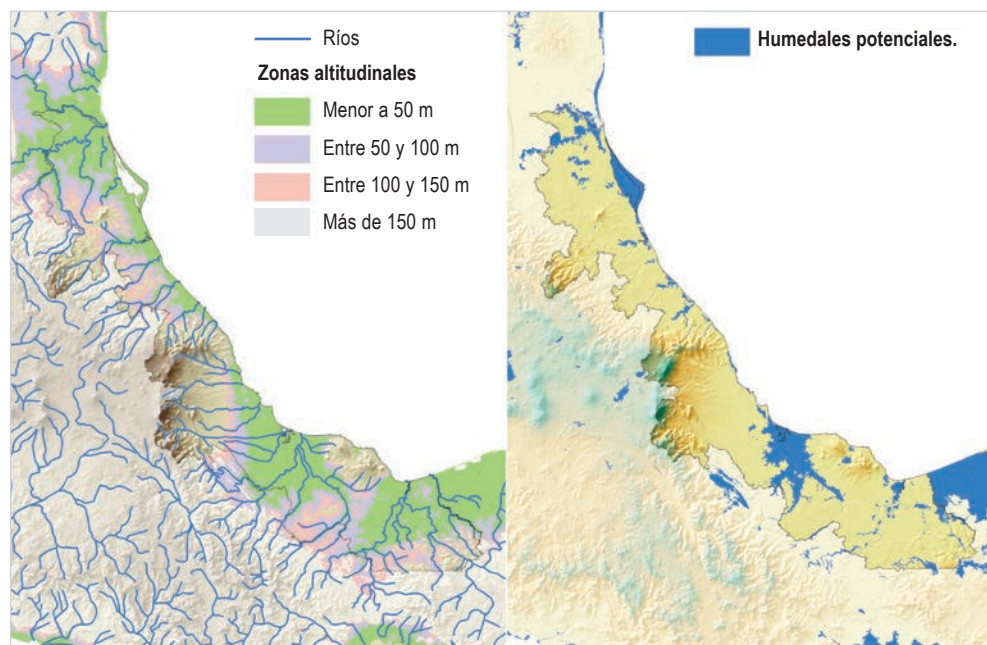 Ríos
Zonas altitudinales
Menor a 50 m
Entre 50 y 100 m
Entre 100 y 150 m
Más de 150 m
Humedales potenciales.